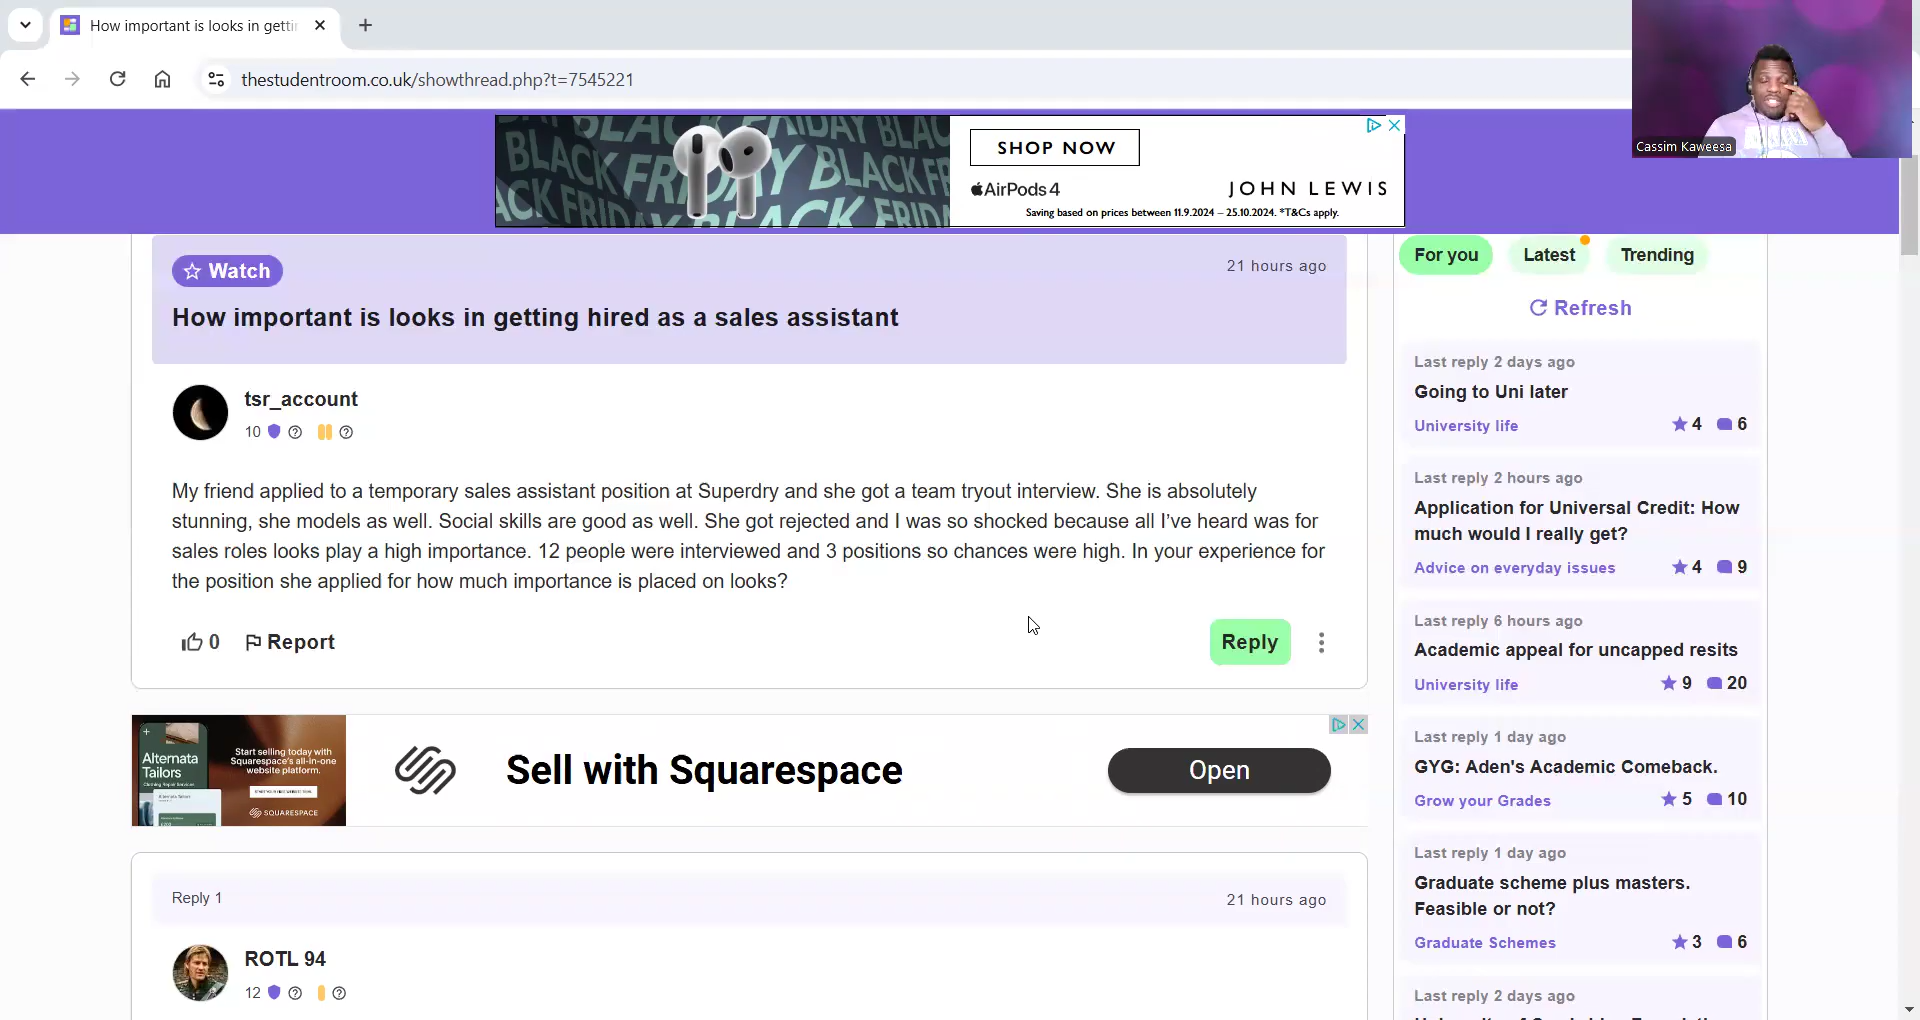 How important is looks in getti
thestudentroom.co.uk/showthread.php?t=7545221
Cassim Kaweesa
BLACK FRIDAY
SHOP NOW
AirPods 4
JOHN LEWIS
Saving based on prices between 11.9.2024 – 25.10.2024. *T&Cs apply.
Watch
21 hours ago
How important is looks in getting hired as a sales assistant
tsr_account
10
My friend applied to a temporary sales assistant position at Superdry and she got a team tryout interview. She is absolutely
stunning, she models as well. Social skills are good as well. She got rejected and I was so shocked because all I’ve heard was for
sales roles looks play a high importance. 12 people were interviewed and 3 positions so chances were high. In your experience for
the position she applied for how much importance is placed on looks?
0
Report
Reply
Alternata
Tailors
Clothing Repair Services
Start selling today with
Squarespace's all-in-one
website platform.
SQUARESPACE
Sell with Squarespace
Open
Reply 1
21 hours ago
ROTL 94
12
For you
Latest
Trending
Refresh
Last reply 2 days ago
Going to Uni later
University life
4
6
Last reply 2 hours ago
Application for Universal Credit: How
much would I really get?
Advice on everyday issues
4
9
Last reply 6 hours ago
Academic appeal for uncapped resits
University life
9
20
Last reply 1 day ago
GYG: Aden's Academic Comeback.
Grow your Grades
5
10
Last reply 1 day ago
Graduate scheme plus masters.
Feasible or not?
Graduate Schemes
3
6
Last reply 2 days ago